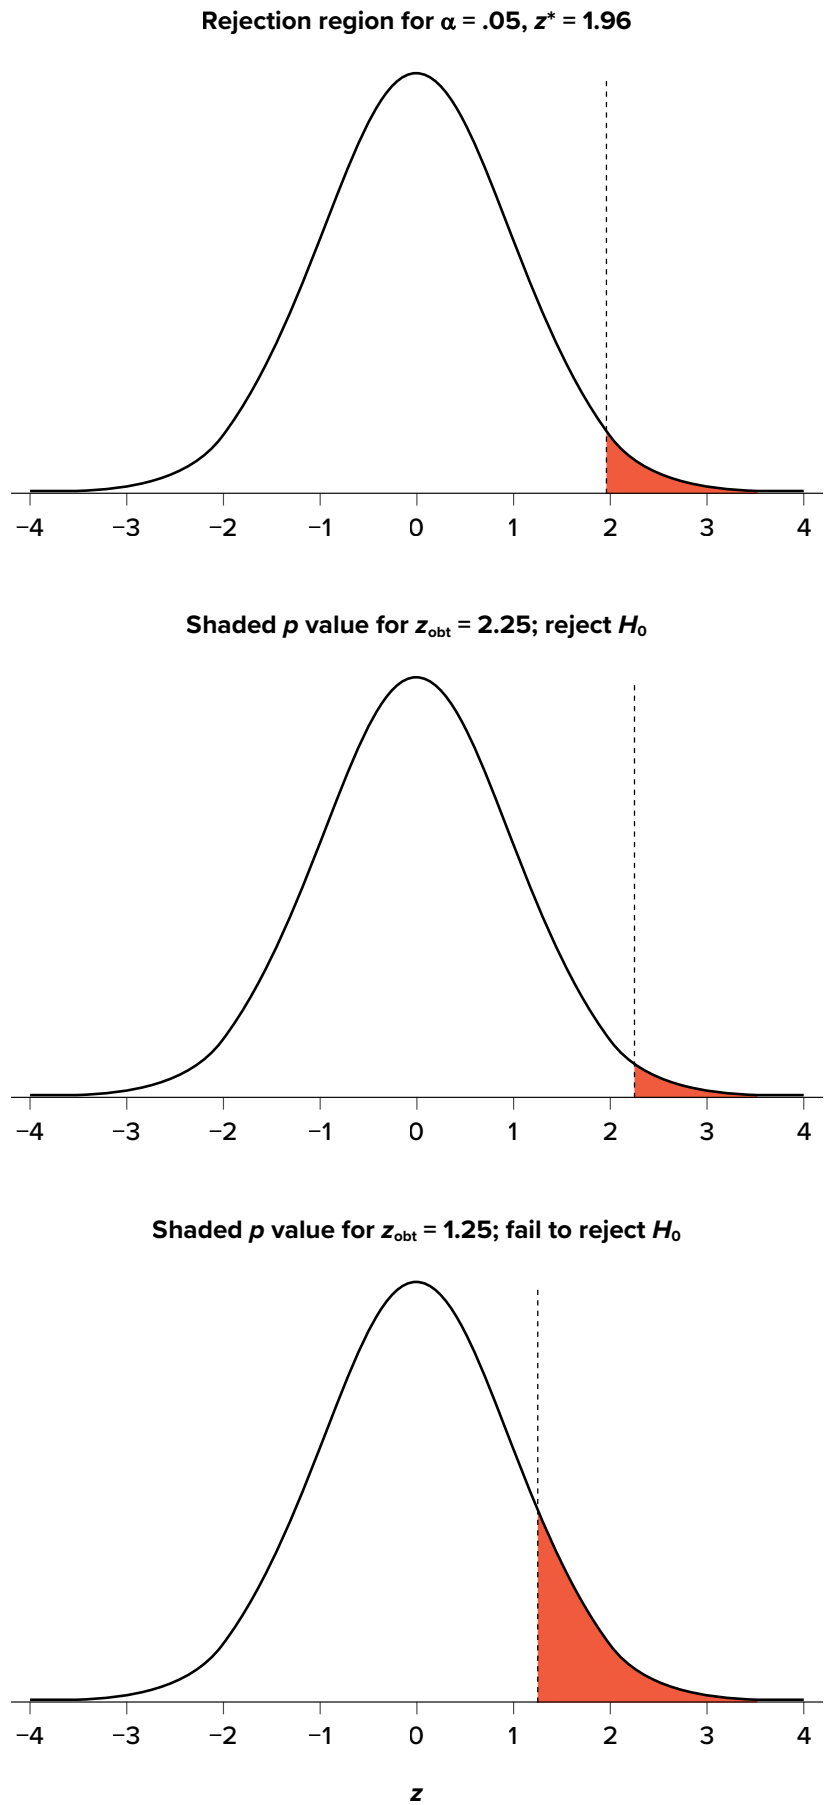 Rejection region for α = .05, z* = 1.96
−4 −3 −2 −1 0 1 2 3 4
Shaded p value for zobt = 2.25; reject H0
−4 −3 −2 −1 0 1 2 3 4
Shaded p value for zobt = 1.25; fail to reject H0
−4 −3 −2 −1 0 1 2 3 4
z